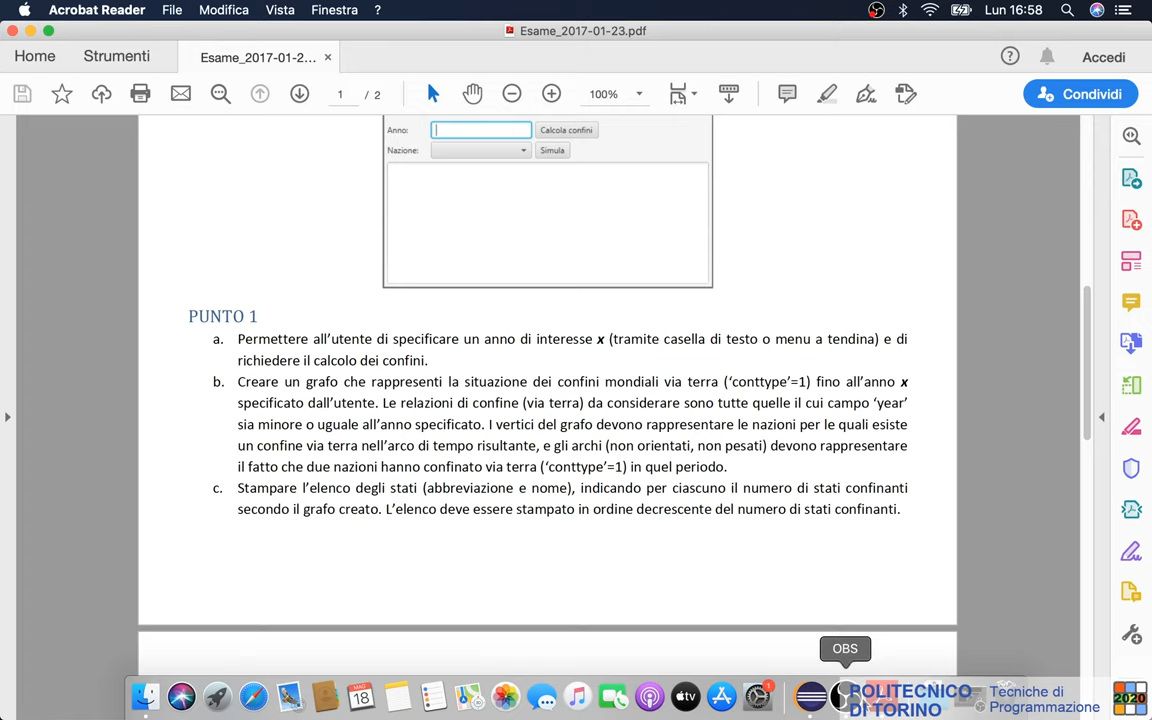 Acrobat Reader File Modifica Vista Finestra ? Lun 16:58
Esame_2017-01-23.pdf
Home Strumenti Esame_2017-01-2... × Accedi
1 / 2 100% Condividi
Anno: Calcola confini
Nazione: Simula
PUNTO 1
a. Permettere all'utente di specificare un anno di interesse x (tramite casella di testo o menu a tendina) e di
richiedere il calcolo dei confini.
b. Creare un grafo che rappresenti la situazione dei confini mondiali via terra ('conttype'=1) fino all'anno x
specificato dall'utente. Le relazioni di confine (via terra) da considerare sono tutte quelle il cui campo 'year'
sia minore o uguale all'anno specificato. I vertici del grafo devono rappresentare le nazioni per le quali esiste
un confine via terra nell'arco di tempo risultante, e gli archi (non orientati, non pesati) devono rappresentare
il fatto che due nazioni hanno confinato via terra ('conttype'=1) in quel periodo.
c. Stampare l'elenco degli stati (abbreviazione e nome), indicando per ciascuno il numero di stati confinanti
secondo il grafo creato. L'elenco deve essere stampato in ordine decrescente del numero di stati confinanti.
OBS
18
tv
1
POLITECNICO
DI TORINO
Tecniche di
Programmazione
2020